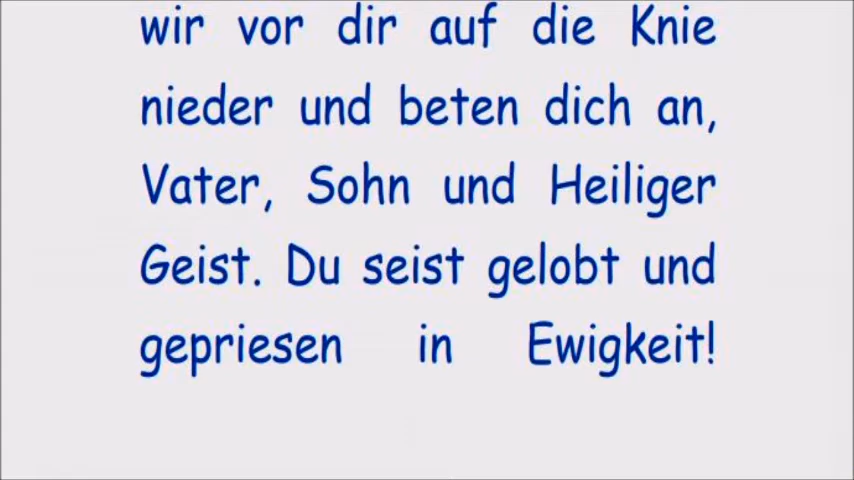 wir vor dir auf die Knie
nieder und beten dich an,
Vater, Sohn und Heiliger
Geist. Du seist gelobt und
gepriesen in Ewigkeit!